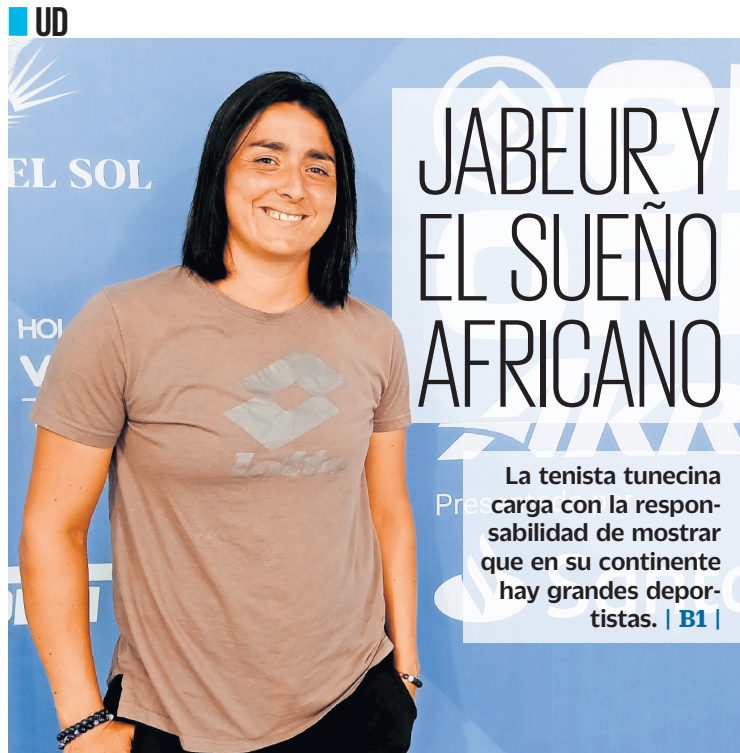 UD
EL SOL
JABEUR Y
EL SUEÑO
AFRICANO
Lotto
La tenista tunecina
carga con la respon-
sabilidad de mostrar
que en su continente
hay grandes depor-
tistas. | B1 |